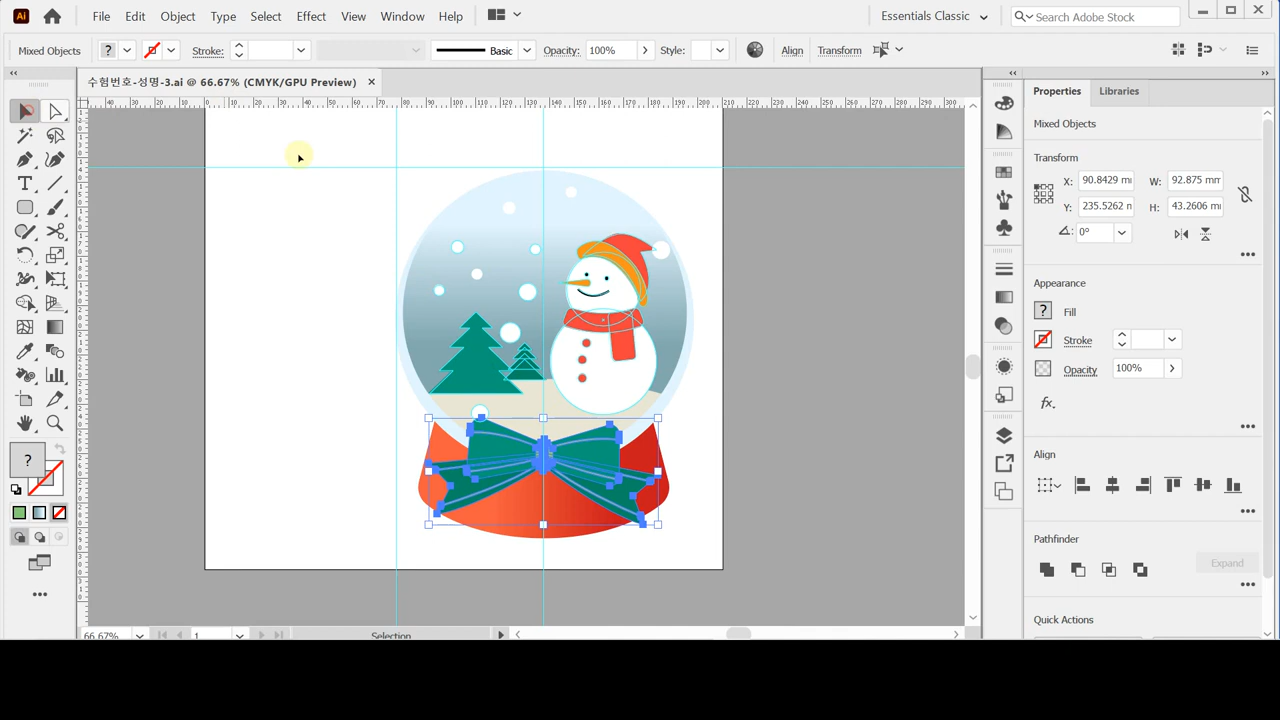 Ai File Edit Object Type Select Effect View Window Help Essentials Classic Search Adobe Stock
Mixed Objects ? Stroke: Basic Opacity: 100% Style: Align Transform
수험번호-성명-3.ai @ 66.67% (CMYK/GPU Preview)
Properties Libraries
Mixed Objects
Transform
X: 90.8429 mm W: 92.875 mm
Y: 235.5262 m H: 43.2606 m
0°
Appearance
? Fill
Stroke
Opacity 100%
fx.
Align
Pathfinder
Expand
Quick Actions
?
66.67% 1 Selection